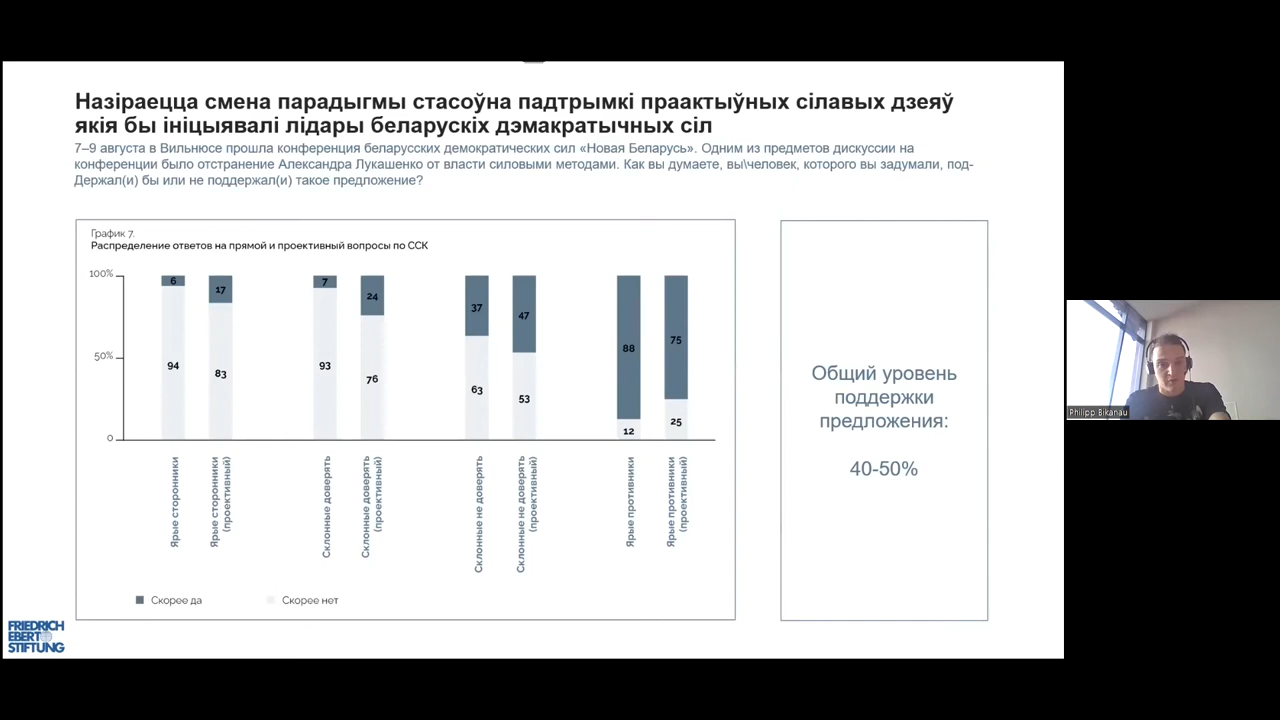 Назіраецца смена парадыгмы стасоўна падтрымкі праактыўных сілавых дзеяў
якія бы ініцыявалі лідары беларускіх дэмакратычных сіл
7–9 августа в Вильнюсе прошла конференция беларусских демократических сил «Новая Беларусь». Одним из предметов дискуссии на
конференции было отстранение Александра Лукашенко от власти силовыми методами. Как вы думаете, вы\человек, которого вы задумали, под-
Держал(и) бы или не поддержал(и) такое предложение?
График 7.
Распределение ответов на прямой и проективный вопросы по ССК
100%
50%
0
6
94
17
83
7
93
24
76
37
63
47
53
88
12
75
25
Ярые сторонники
Ярые сторонники
(проективный)
Склонные доверять
Склонные доверять
(проективный)
Склонные не доверять
Склонные не доверять
(проективный)
Ярые противники
Ярые противники
(проективный)
Скорее да
Скорее нет
Общий уровень
поддержки
предложения:
40-50%
Philipp Bikanau
FRIEDRICH
EBERT
STIFTUNG